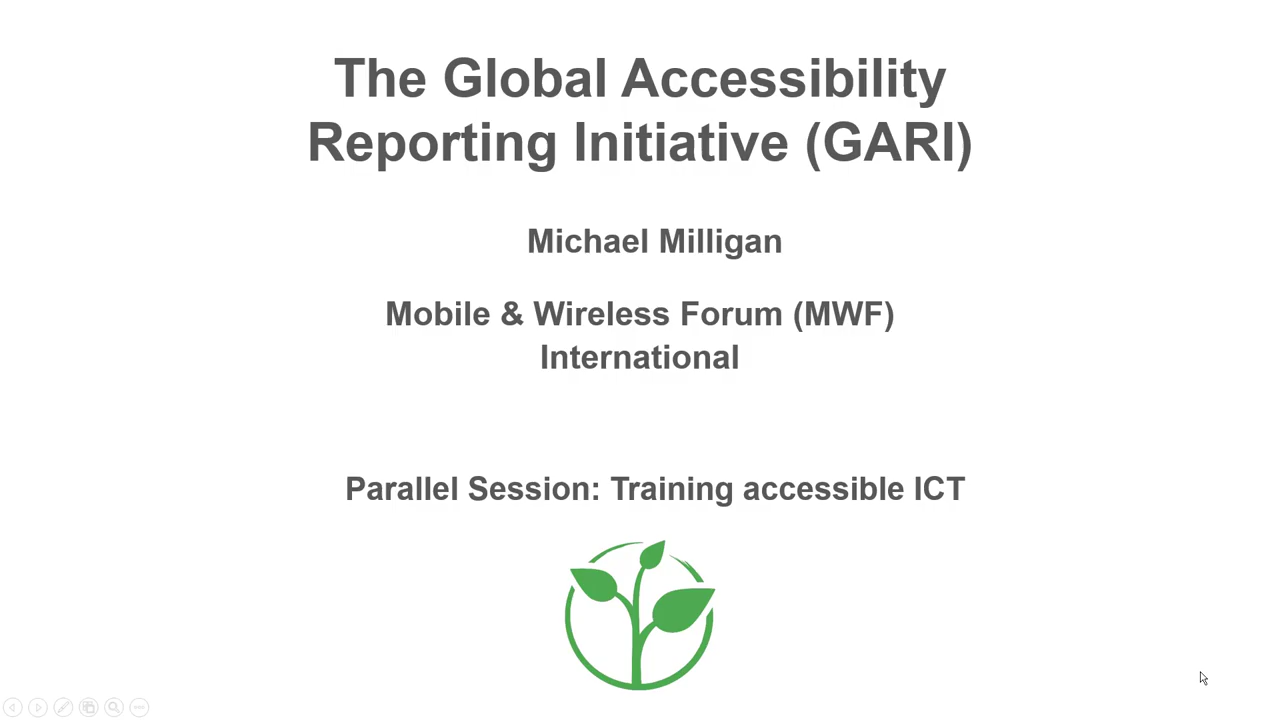 The Global Accessibility
Reporting Initiative (GARI)
Michael Milligan
Mobile & Wireless Forum (MWF)
International
Parallel Session: Training accessible ICT